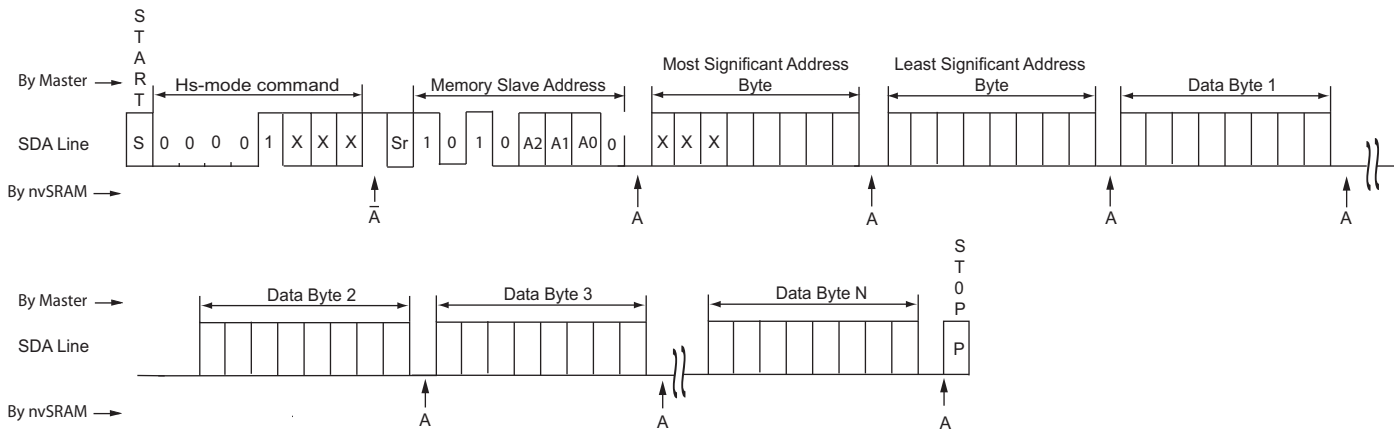 START
By Master
Hs-mode command
Memory Slave Address
Most Significant Address
Byte
Least Significant Address
Byte
Data Byte 1
SDA Line
S 0 0 0 0 1 X X X Sr 1 0 1 0 A2 A1 A0 0 X X X
By nvSRAM
A̅ A A A A
ST0P
By Master
Data Byte 2
Data Byte 3
Data Byte N
SDA Line
P
By nvSRAM
A A A